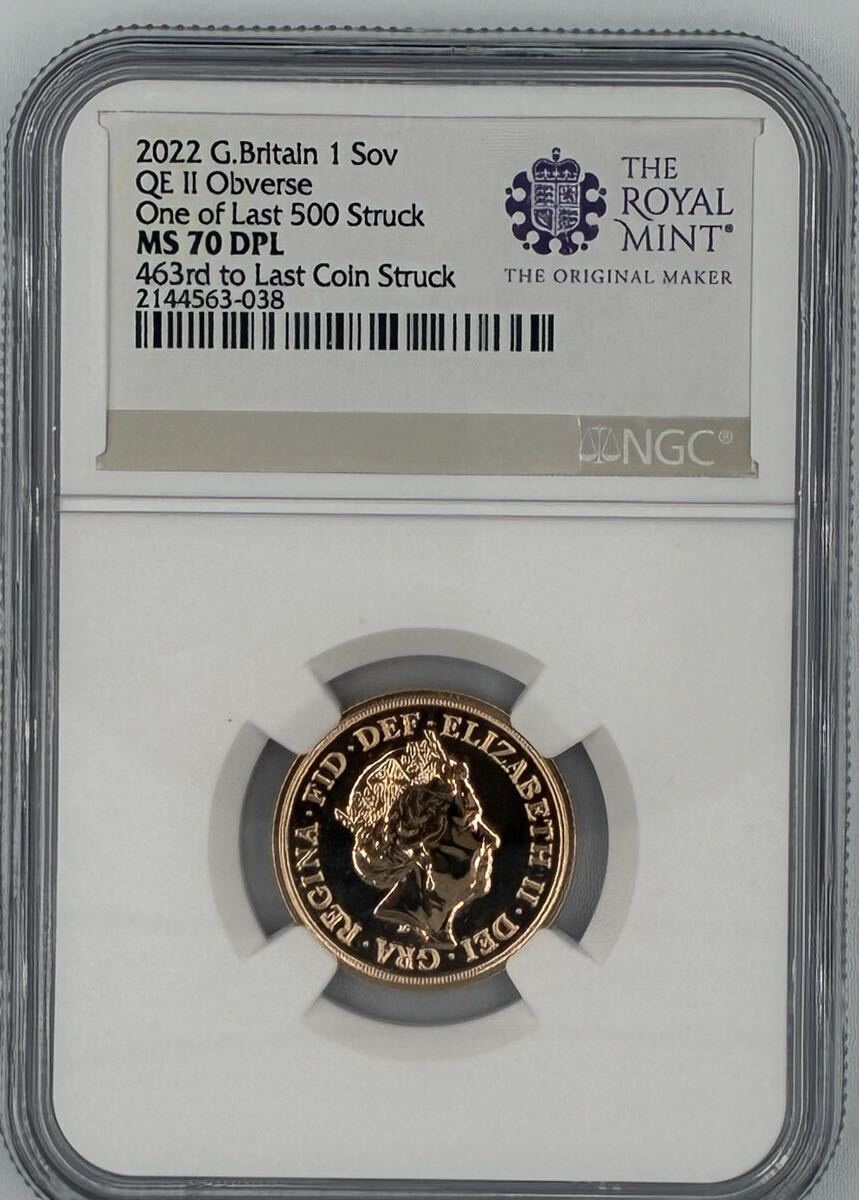 2022 G.Britain 1 Sov
QE II Obverse
One of Last 500 Struck
MS 70 DPL
463rd to Last Coin Struck
2144563-038
THE
ROYAL
MINT®
THE ORIGINAL MAKER
NGC®
ELIZABETH II · DEI · GRA · REGINA · FID · DEF ·